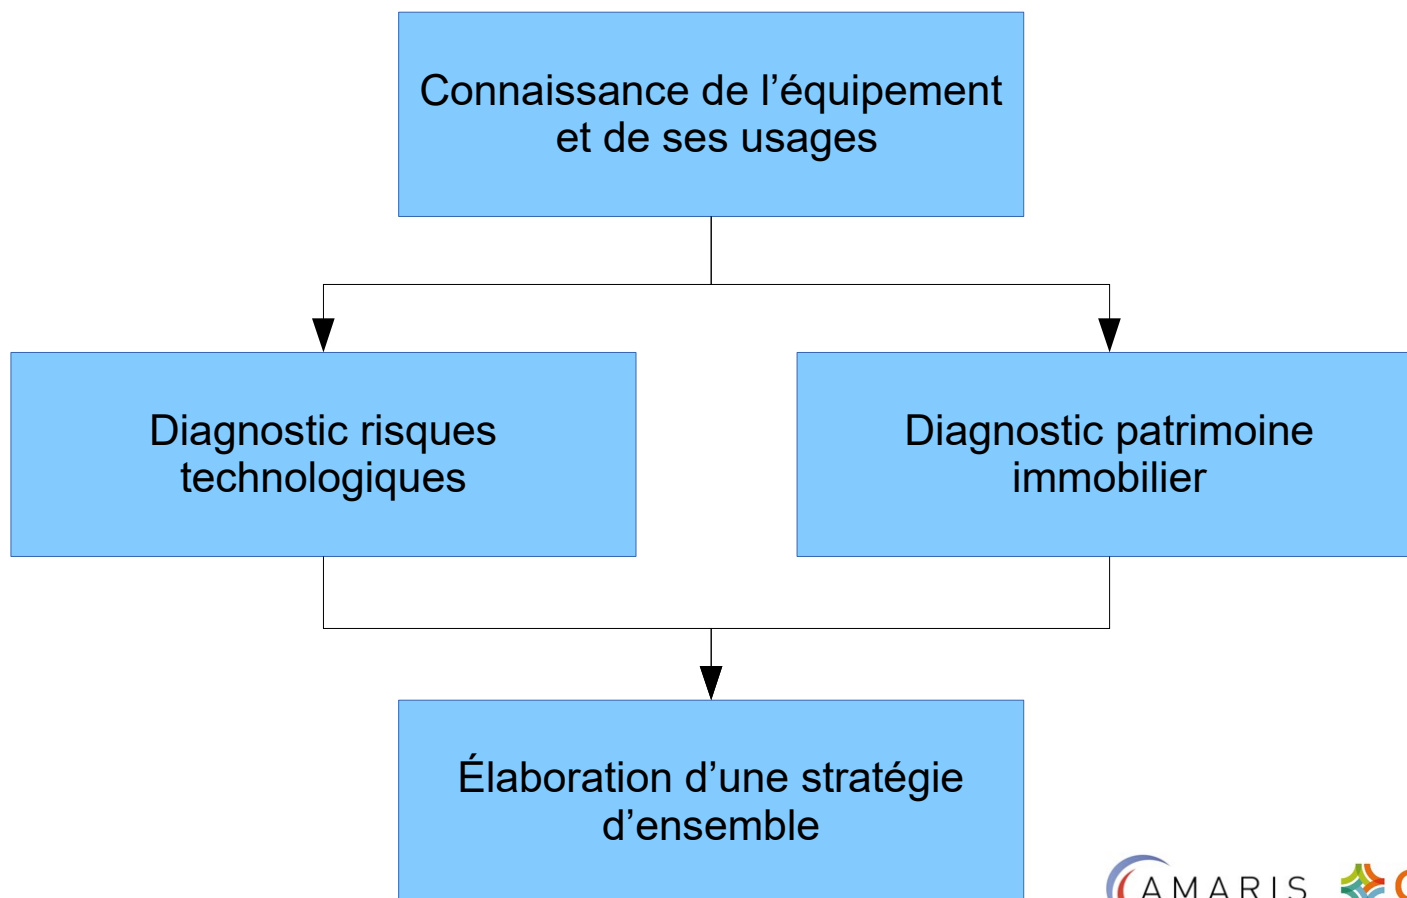 Connaissance de l’équipement
et de ses usages
Diagnostic risques
technologiques
Diagnostic patrimoine
immobilier
Élaboration d’une stratégie
d’ensemble
AMARIS